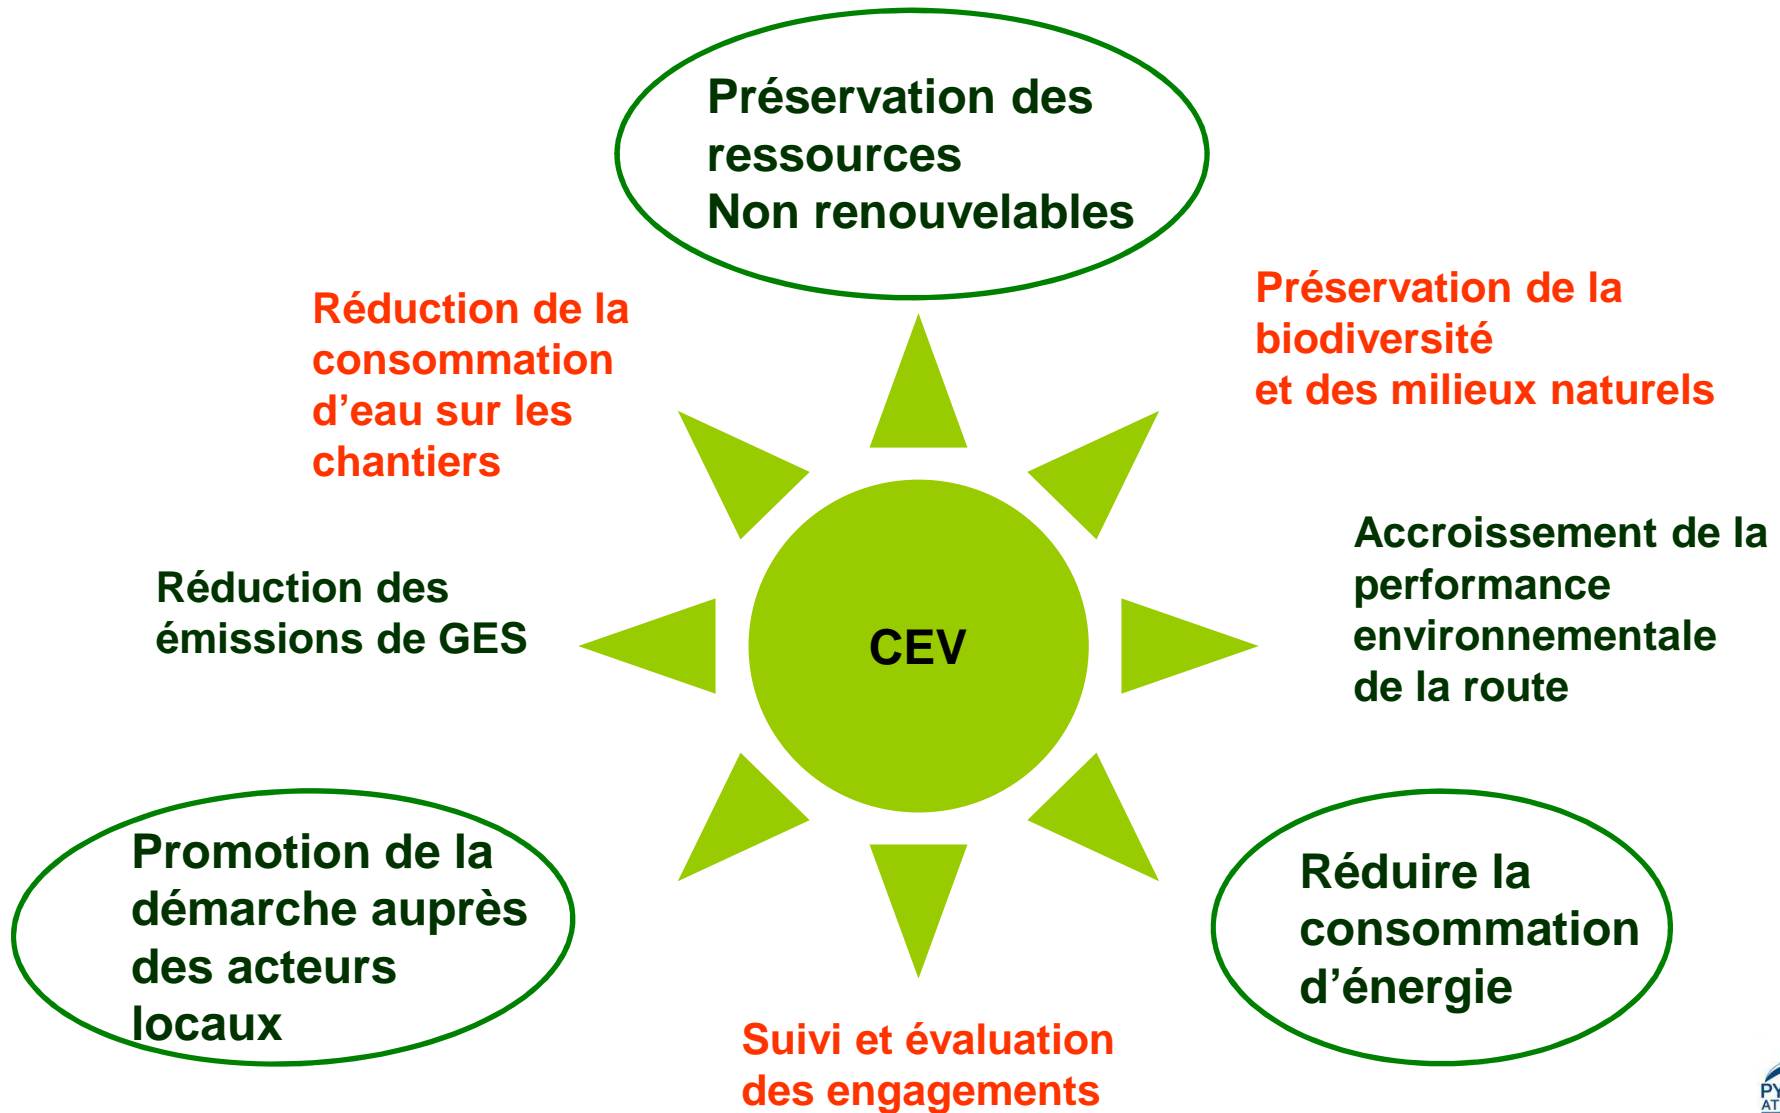 Préservation des
ressources
Non renouvelables
Réduction de la
consommation
d’eau sur les
chantiers
Préservation de la
biodiversité
et des milieux naturels
Réduction des
émissions de GES
CEV
Accroissement de la
performance
environnementale
de la route
Promotion de la
démarche auprès
des acteurs
locaux
Réduire la
consommation
d’énergie
Suivi et évaluation
des engagements